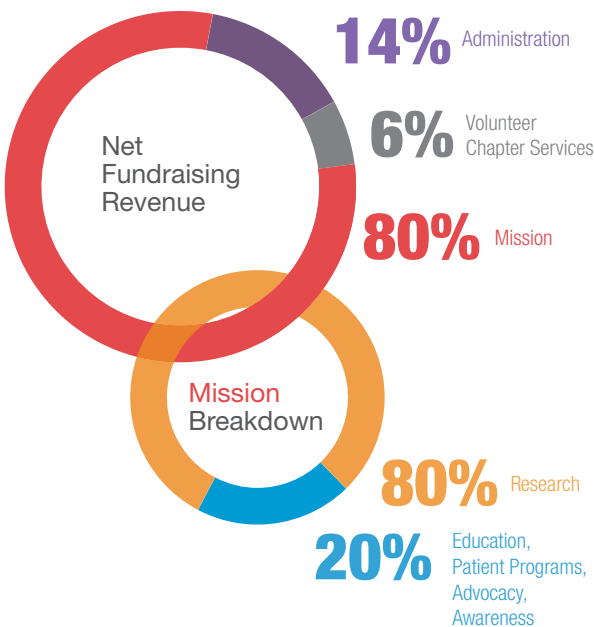 14% Administration
6% Volunteer
Chapter Services
Net
Fundraising
Revenue
80% Mission
Mission
Breakdown
80% Research
20% Education,
Patient Programs,
Advocacy,
Awareness